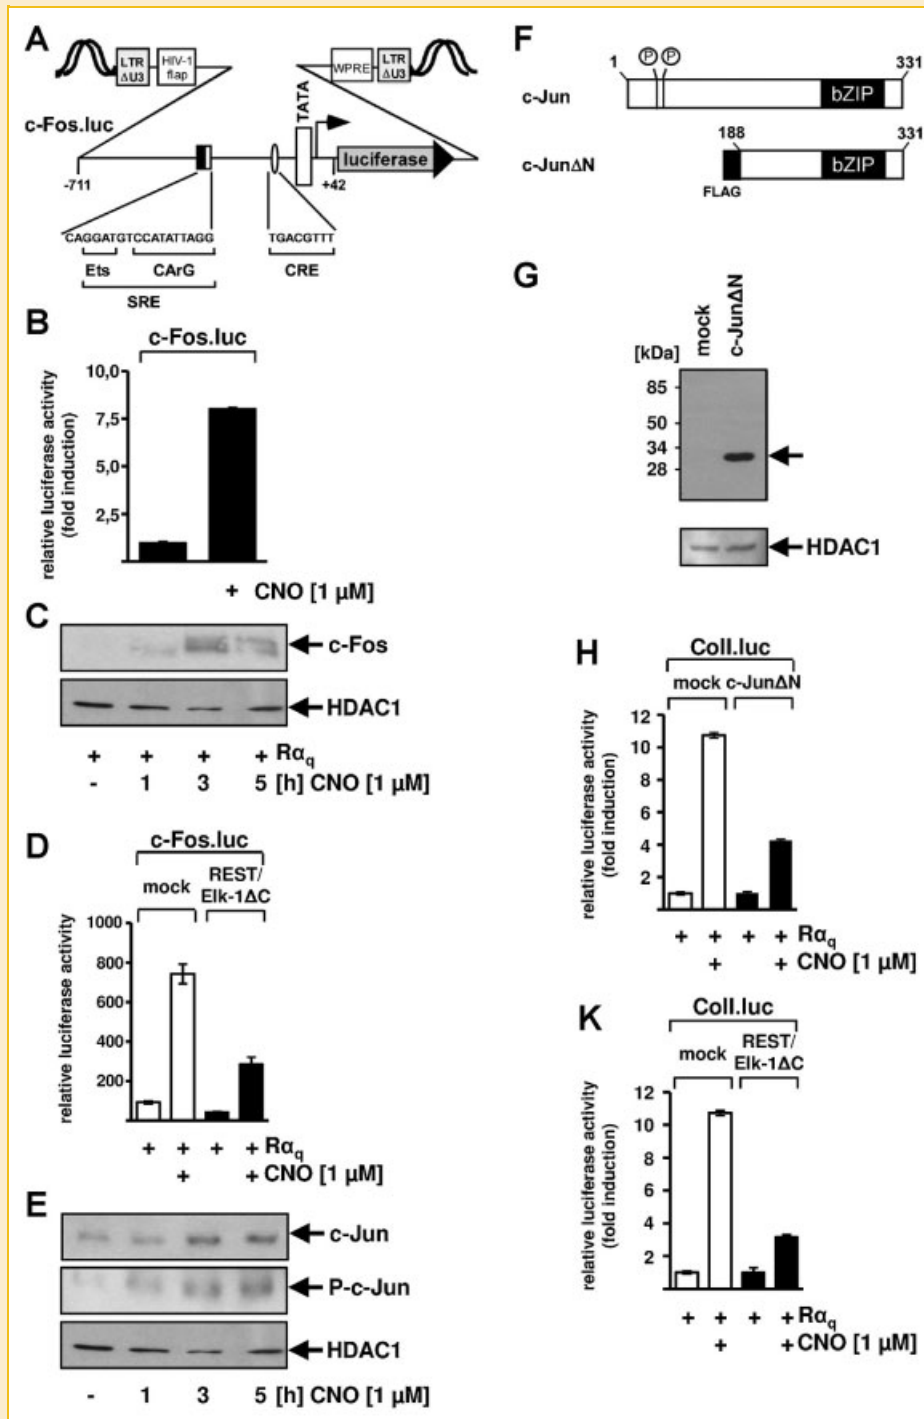 A
LTR
ΔU3
HIV-1
flap
WPRE
LTR
ΔU3
c-Fos.luc
TATA
luciferase
-711
+42
CAGGATGTCCATATTAGG
TGACGTTT
Ets
CArG
CRE
SRE
B
c-Fos.luc
relative luciferase activity
(fold induction)
10,0
7,5
5,0
2,5
+ CNO [1 µM]
C
c-Fos
HDAC1
+ + + + Rαq
- 1 3 5 [h] CNO [1 µM]
D
c-Fos.luc
mock
REST/
Elk-1ΔC
relative luciferase activity
1000
800
600
400
200
+ + + + Rαq
+ + CNO [1 µM]
E
c-Jun
P-c-Jun
HDAC1
- 1 3 5 [h] CNO [1 µM]
F
P P
1
331
c-Jun
bZIP
188
331
c-JunΔN
bZIP
FLAG
G
mock
c-JunΔN
[kDa]
85
50
34
28
HDAC1
H
Coll.luc
mock c-JunΔN
relative luciferase activity
(fold induction)
12
10
8
6
4
2
+ + + + Rαq
+ + CNO [1 µM]
K
Coll.luc
mock
REST/
Elk-1ΔC
relative luciferase activity
(fold induction)
12
10
8
6
4
2
+ + + + Rαq
+ + CNO [1 µM]